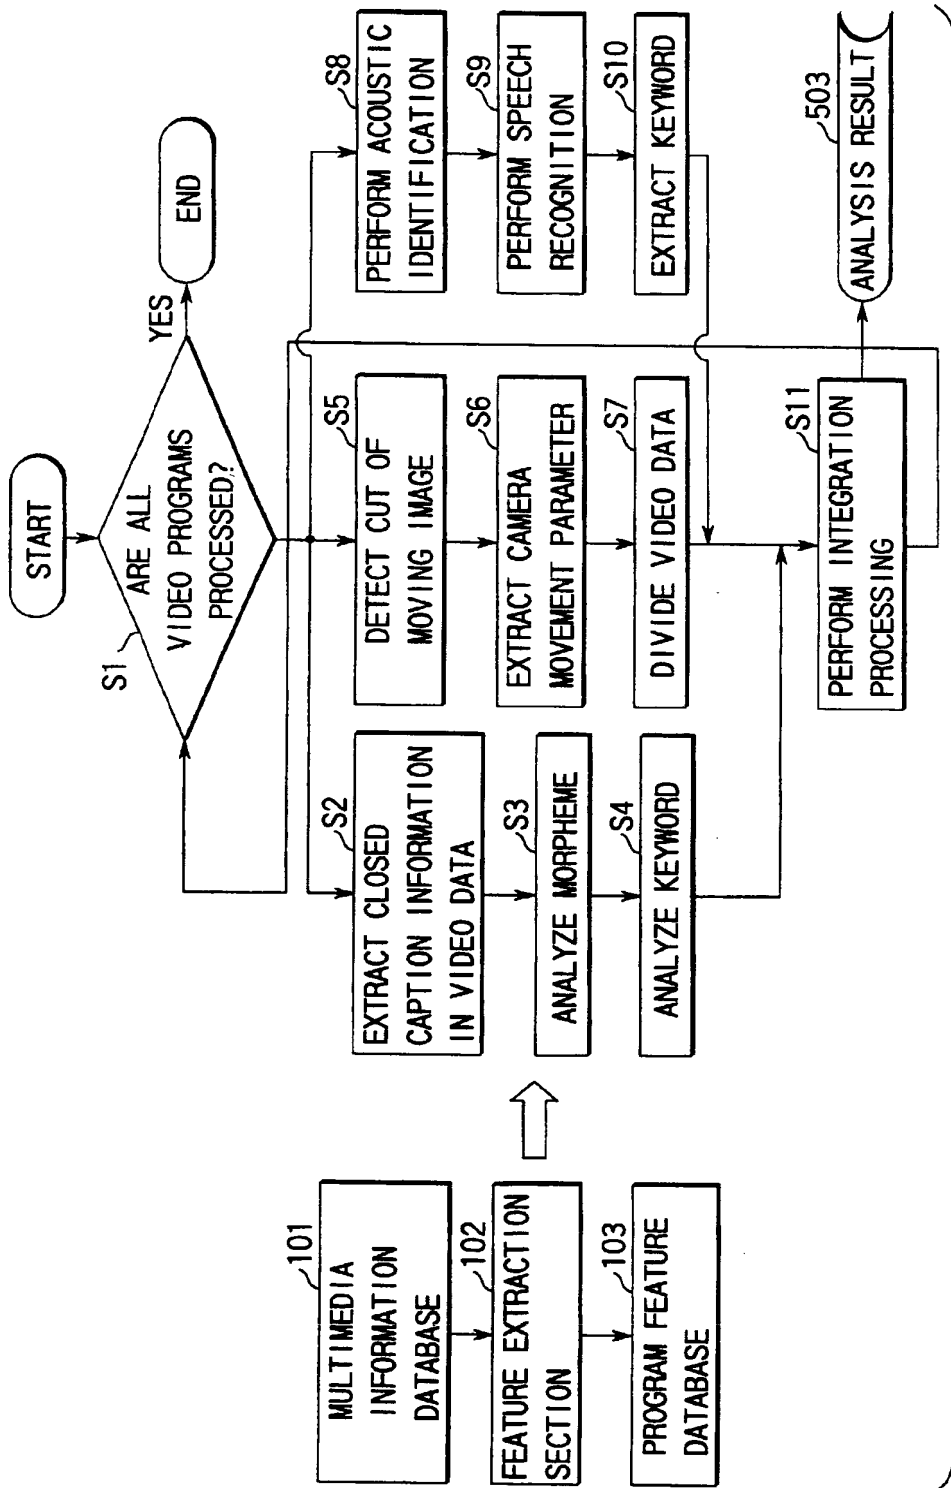 101
MULTIMEDIA
INFORMATION
DATABASE
102
FEATURE EXTRACTION
SECTION
103
PROGRAM FEATURE
DATABASE
START
S1
ARE ALL
VIDEO PROGRAMS
PROCESSED?
YES
END
S2
EXTRACT CLOSED
CAPTION INFORMATION
IN VIDEO DATA
S3
ANALYZE MORPHEME
S4
ANALYZE KEYWORD
S5
DETECT CUT OF
MOVING IMAGE
S6
EXTRACT CAMERA
MOVEMENT PARAMETER
S7
DIVIDE VIDEO DATA
S8
PERFORM ACOUSTIC
IDENTIFICATION
S9
PERFORM SPEECH
RECOGNITION
S10
EXTRACT KEYWORD
S11
PERFORM INTEGRATION
PROCESSING
503
ANALYSIS RESULT